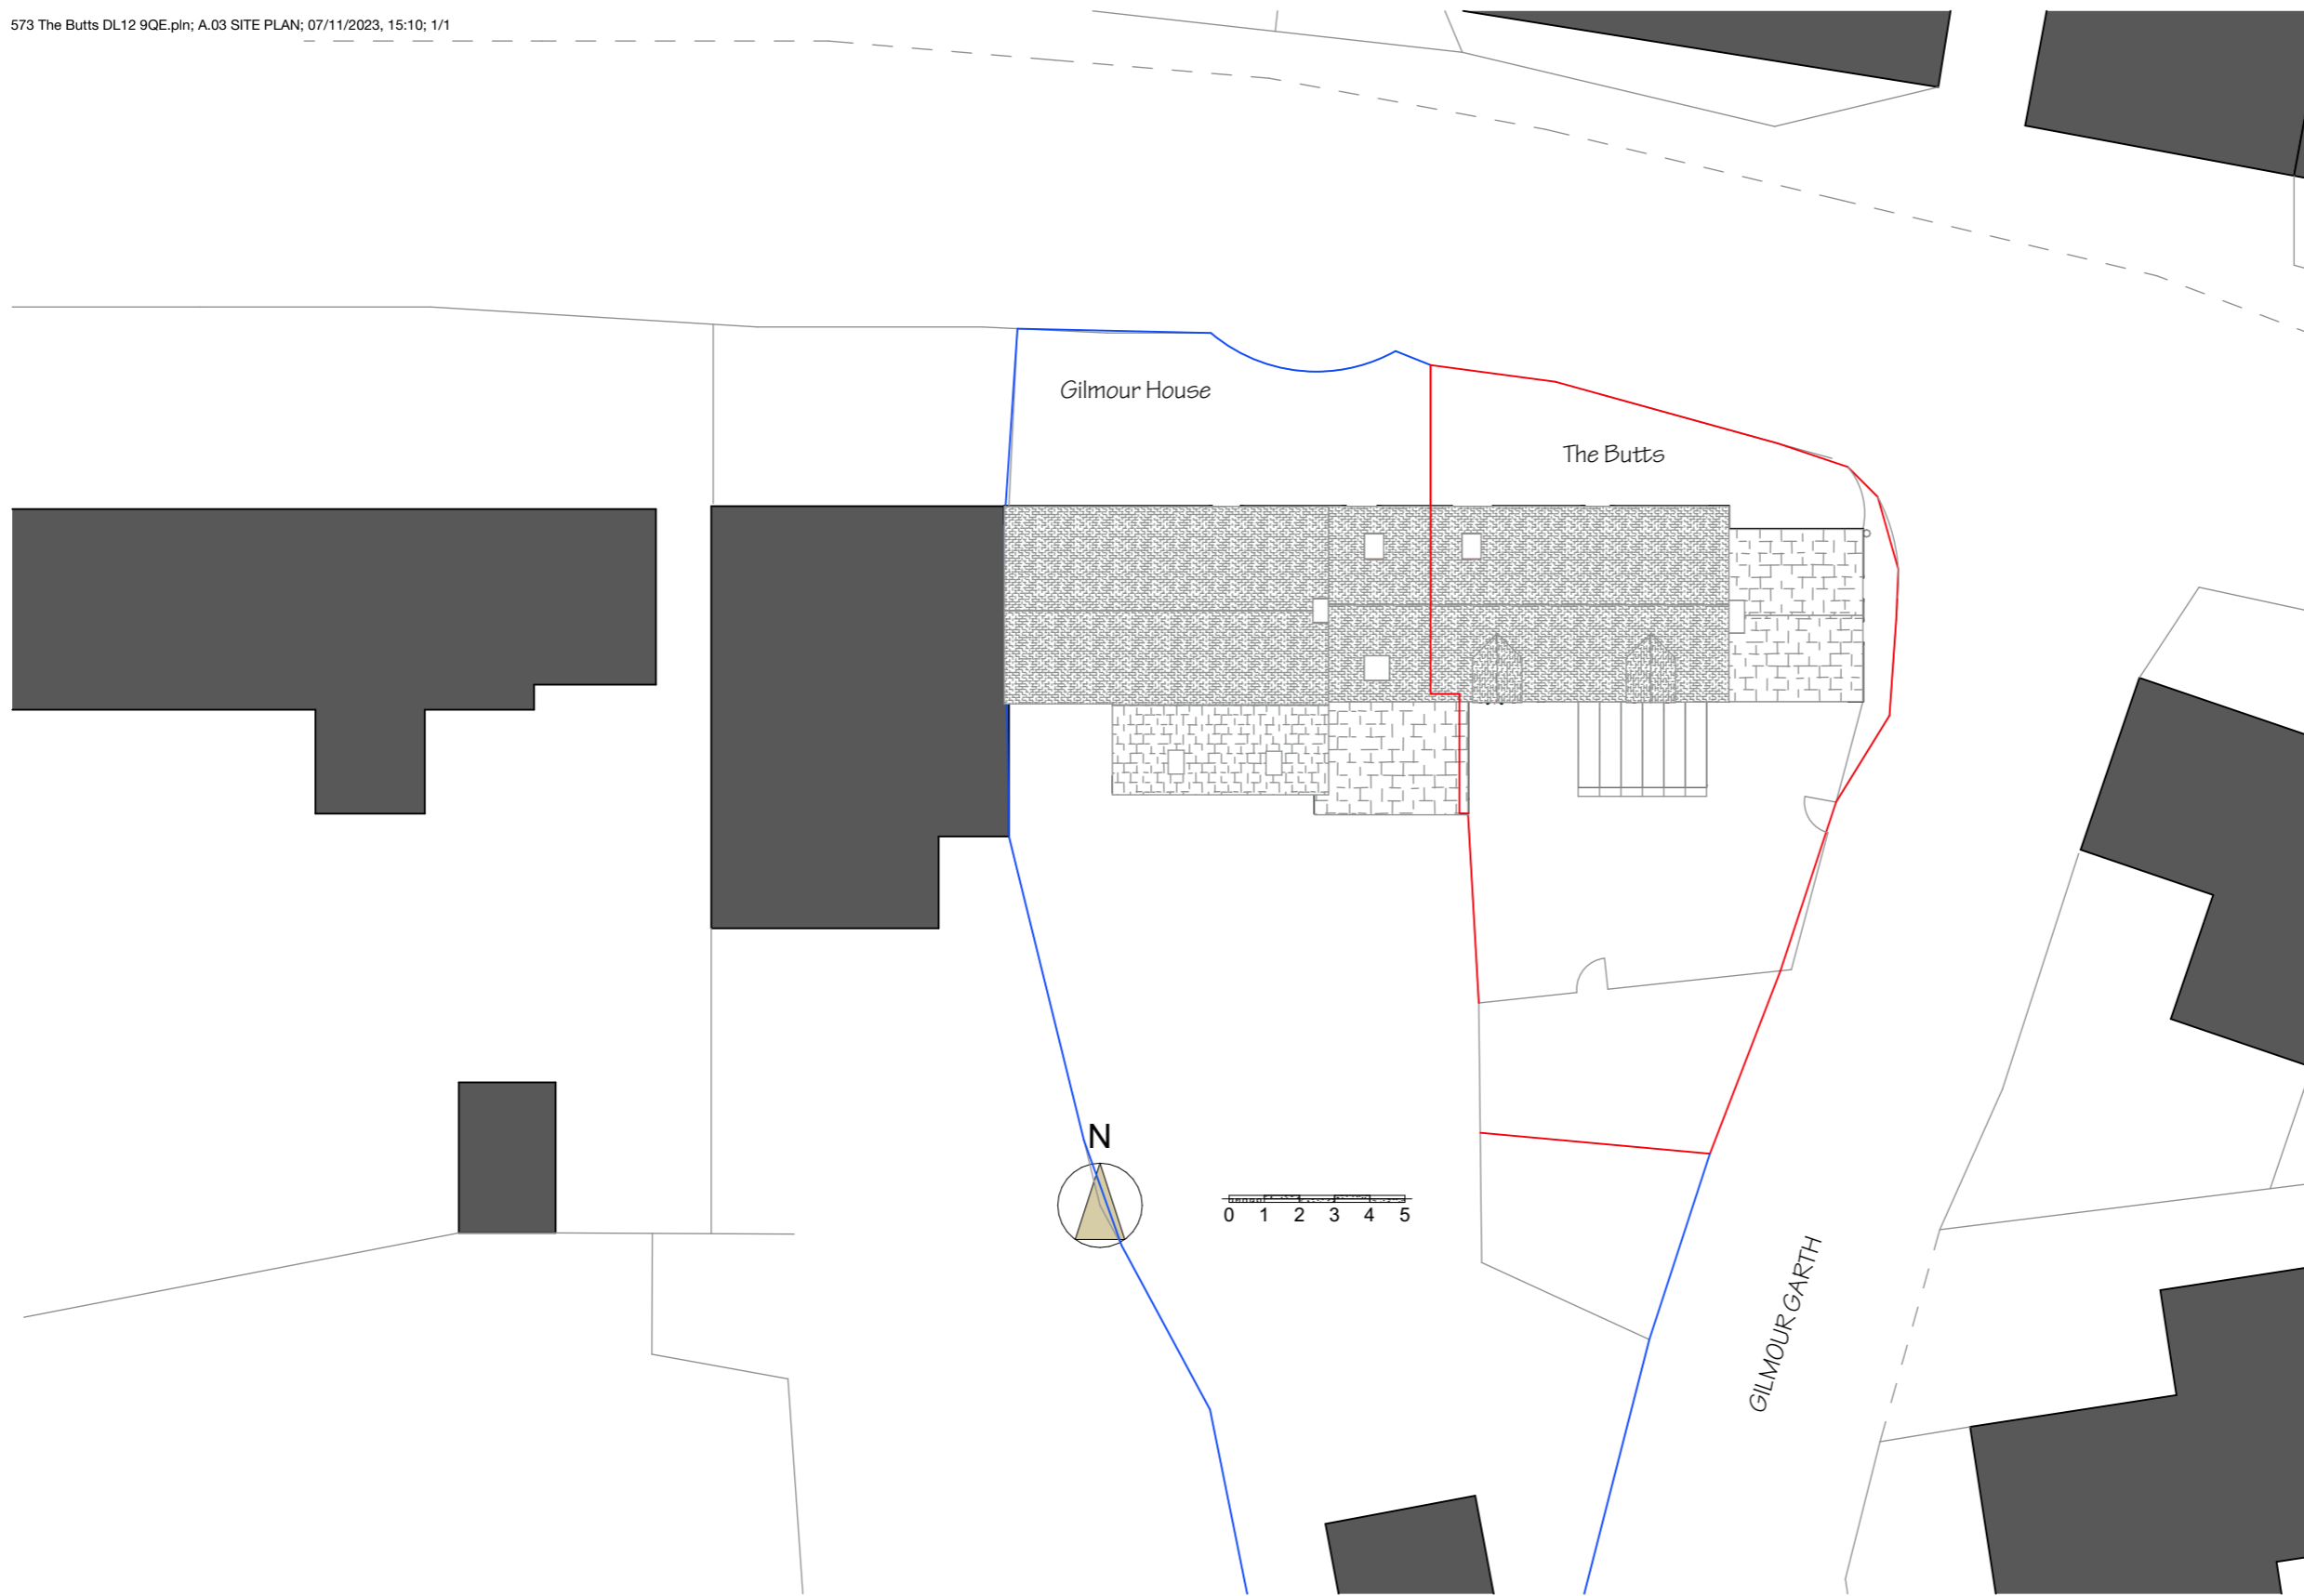 573 The Butts DL12 9QE.pln; A.03 SITE PLAN; 07/11/2023, 15:10; 1/1
Gilmour House
The Butts
N
0 1 2 3 4 5
GILMOUR GARTH